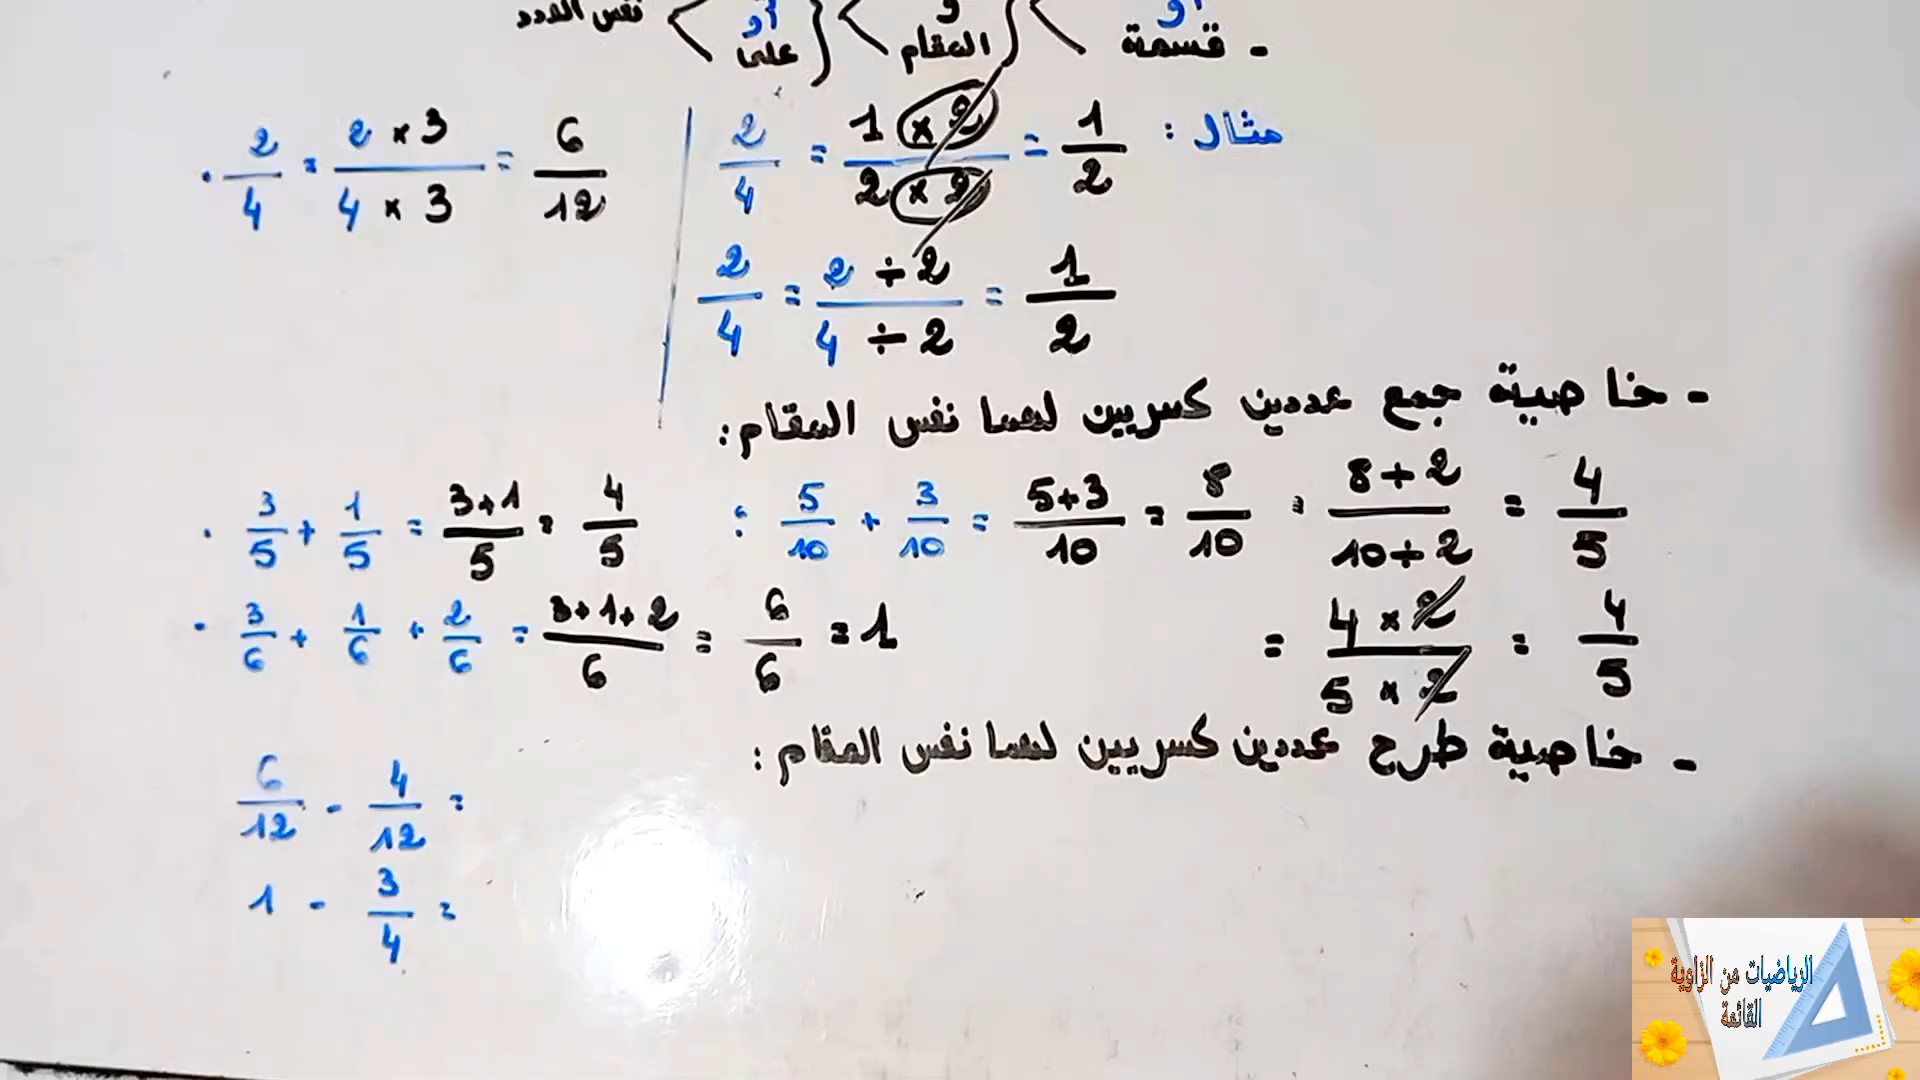 نفس العدد
أو
و
أو
- قسمة المقام على
مثال : 2/4 = 1 × 2 / 2 × 2 = 1/2
. 2/4 = 2 × 3 / 4 × 3 = 6/12
2/4 = 2 ÷ 2 / 4 ÷ 2 = 1/2
- خاصية جمع عددين كسريين لهما نفس المقام :
: 5/10 + 3/10 = 5+3/10 = 8/10 = 8 ÷ 2 / 10 ÷ 2 = 4/5
= 4 × 2 / 5 × 2 = 4/5
. 3/5 + 1/5 = 3+1/5 = 4/5
. 3/6 + 1/6 + 2/6 = 3+1+2/6 = 6/6 = 1
- خاصية طرح عددين كسريين لهما نفس المقام :
6/12 - 4/12 =
1 - 3/4 =
الرياضيات من الزاوية
القائمة